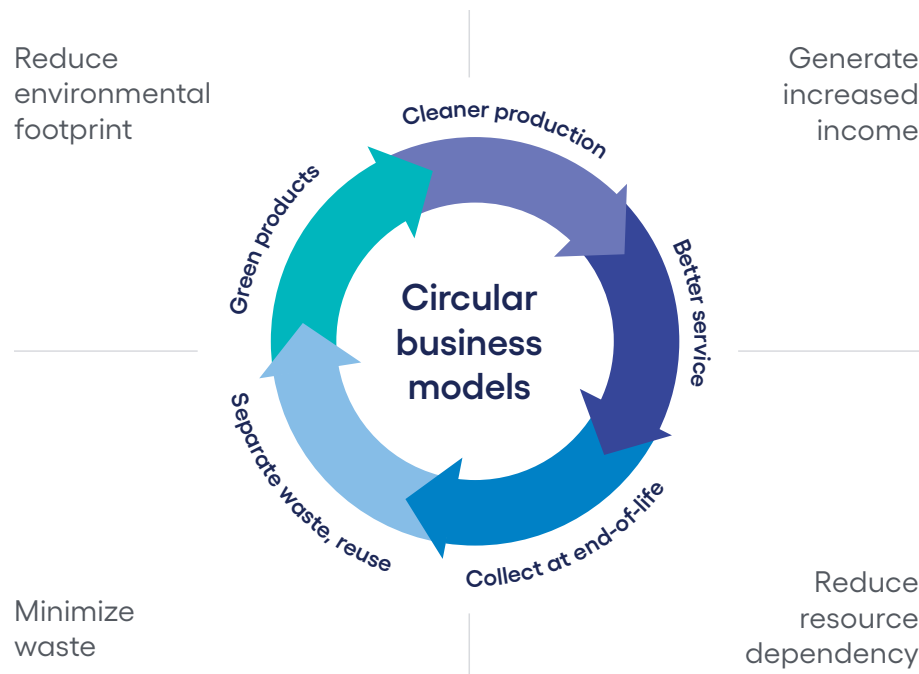 Reduce
environmental
footprint
Generate
increased
income
Cleaner production
Green products
Better service
Circular
business
models
Separate waste, reuse
Collect at end-of-life
Minimize
waste
Reduce
resource
dependency